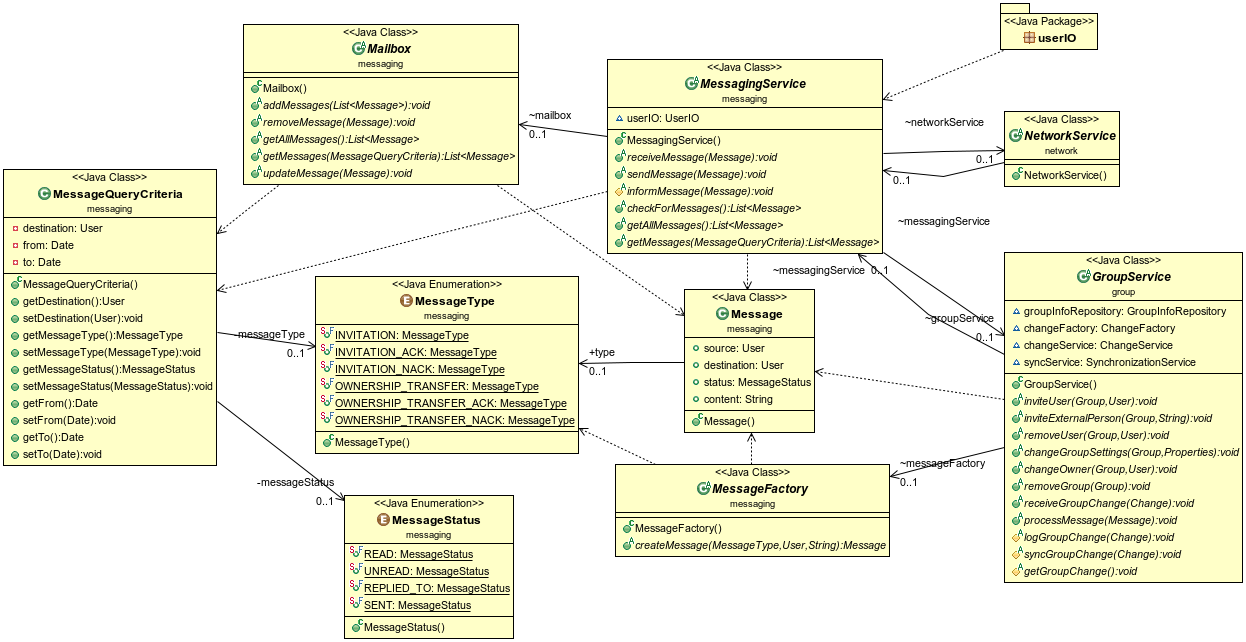 <<Java Package>>
userIO
<<Java Class>>
Mailbox
messaging
Mailbox()
addMessages(List<Message>):void
removeMessage(Message):void
getAllMessages():List<Message>
getMessages(MessageQueryCriteria):List<Message>
updateMessage(Message):void
<<Java Class>>
MessagingService
messaging
userIO: UserIO
MessagingService()
receiveMessage(Message):void
sendMessage(Message):void
informMessage(Message):void
checkForMessages():List<Message>
getAllMessages():List<Message>
getMessages(MessageQueryCriteria):List<Message>
~mailbox
0..1
~networkService
0..1
0..1
~messagingService
<<Java Class>>
NetworkService
network
NetworkService()
<<Java Class>>
MessageQueryCriteria
messaging
destination: User
from: Date
to: Date
MessageQueryCriteria()
getDestination():User
setDestination(User):void
getMessageType():MessageType
setMessageType(MessageType):void
getMessageStatus():MessageStatus
setMessageStatus(MessageStatus):void
getFrom():Date
setFrom(Date):void
getTo():Date
setTo(Date):void
-messageType
0..1
-messageStatus
0..1
<<Java Enumeration>>
MessageType
messaging
INVITATION: MessageType
INVITATION_ACK: MessageType
INVITATION_NACK: MessageType
OWNERSHIP_TRANSFER: MessageType
OWNERSHIP_TRANSFER_ACK: MessageType
OWNERSHIP_TRANSFER_NACK: MessageType
MessageType()
+type
0..1
<<Java Class>>
Message
messaging
source: User
destination: User
status: MessageStatus
content: String
Message()
~messagingService
0..1
~groupService
0..1
<<Java Class>>
GroupService
group
groupInfoRepository: GroupInfoRepository
changeFactory: ChangeFactory
changeService: ChangeService
syncService: SynchronizationService
GroupService()
inviteUser(Group,User):void
inviteExternalPerson(Group,String):void
removeUser(Group,User):void
changeGroupSettings(Group,Properties):void
changeOwner(Group,User):void
removeGroup(Group):void
receiveGroupChange(Change):void
processMessage(Message):void
logGroupChange(Change):void
syncGroupChange(Change):void
getGroupChange():void
~messageFactory
0..1
<<Java Class>>
MessageFactory
messaging
MessageFactory()
createMessage(MessageType,User,String):Message
<<Java Enumeration>>
MessageStatus
messaging
READ: MessageStatus
UNREAD: MessageStatus
REPLIED_TO: MessageStatus
SENT: MessageStatus
MessageStatus()